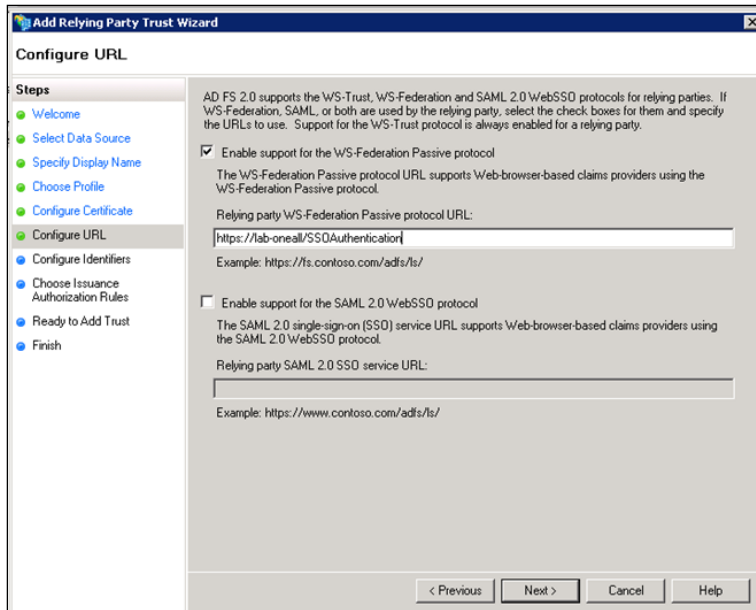 Add Relying Party Trust Wizard
Configure URL
Steps
Welcome
Select Data Source
Specify Display Name
Choose Profile
Configure Certificate
Configure URL
Configure Identifiers
Choose Issuance
Authorization Rules
Ready to Add Trust
Finish
AD FS 2.0 supports the WS-Trust, WS-Federation and SAML 2.0 WebSSO protocols for relying parties. If
WS-Federation, SAML, or both are used by the relying party, select the check boxes for them and specify
the URLs to use. Support for the WS-Trust protocol is always enabled for a relying party.
Enable support for the WS-Federation Passive protocol
The WS-Federation Passive protocol URL supports Web-browser-based claims providers using the
WS-Federation Passive protocol.
Relying party WS-Federation Passive protocol URL:
https://lab-oneall/SSOAuthentication
Example: https://fs.contoso.com/adfs/ls/
Enable support for the SAML 2.0 WebSSO protocol
The SAML 2.0 single-sign-on (SSO) service URL supports Web-browser-based claims providers using
the SAML 2.0 WebSSO protocol.
Relying party SAML 2.0 SSO service URL:
Example: https://www.contoso.com/adfs/ls/
< Previous
Next >
Cancel
Help